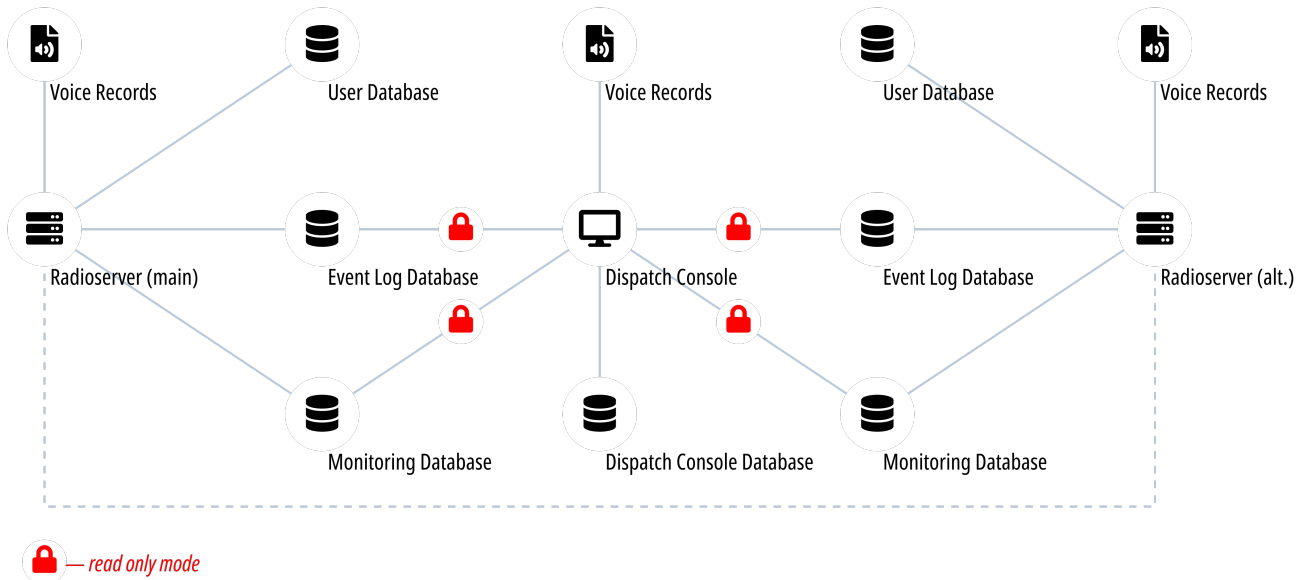 Voice Records
User Database
Voice Records
User Database
Voice Records
Radioserver (main)
Event Log Database
Dispatch Console
Event Log Database
Radioserver (alt.)
Monitoring Database
Dispatch Console Database
Monitoring Database
— read only mode